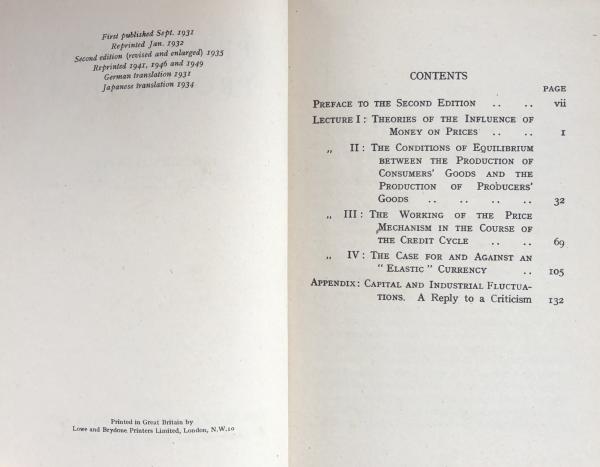 First published Sept. 1931
Reprinted Jan. 1932
Second edition (revised and enlarged) 1935
Reprinted 1941, 1946 and 1949
German translation 1931
Japanese translation 1934
Printed in Great Britain by
Lowe and Brydone Printers Limited, London, N.W.10
CONTENTS
PAGE
Preface to the Second Edition .. .. vii
Lecture I: Theories of the Influence of
Money on Prices .. .. 1
„ II: The Conditions of Equilibrium
between the Production of
Consumers' Goods and the
Production of Producers'
Goods .. .. .. .. 32
„ III: The Working of the Price
Mechanism in the Course of
the Credit Cycle .. .. 69
„ IV: The Case for and Against an
"Elastic" Currency .. 105
Appendix: Capital and Industrial Fluctua-
tions. A Reply to a Criticism 132